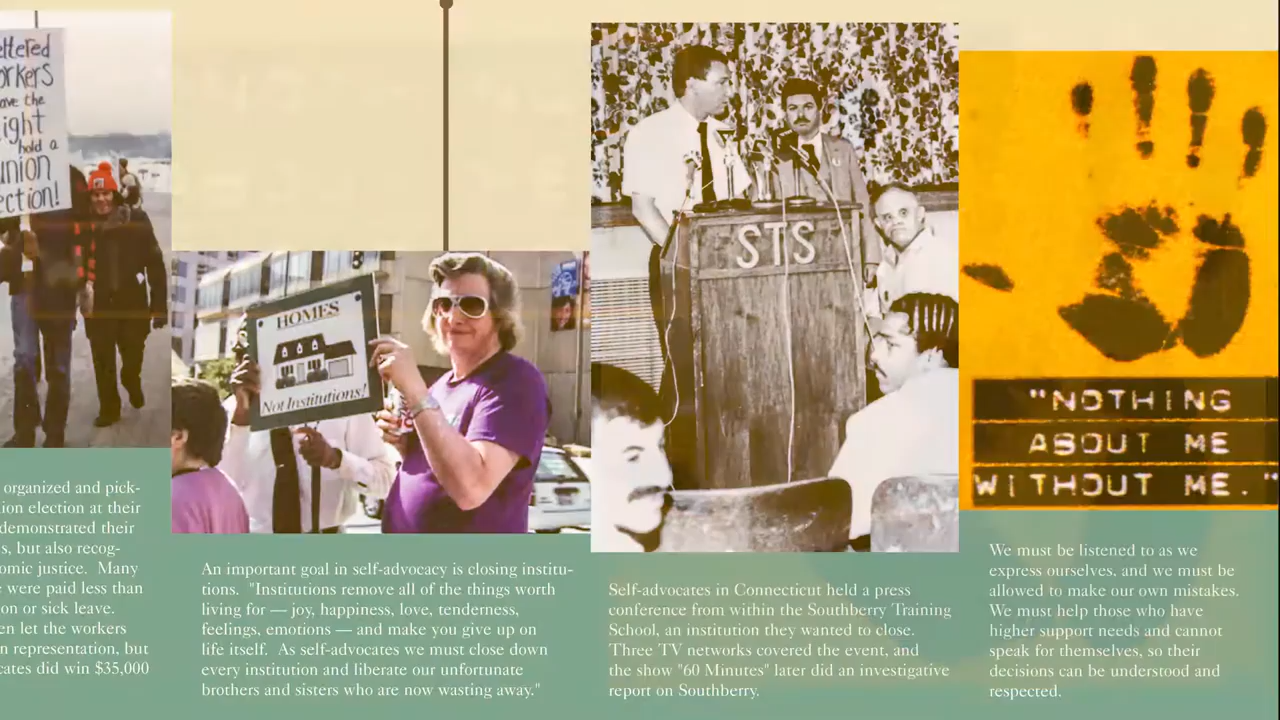 ltered
orkers
ave the
ight
hold a
union
ection!
organized and pick-
ion election at their
demonstrated their
s, but also recog-
omic justice. Many
e were paid less than
on or sick leave.
en let the workers
n representation, but
cates did win $35,000
HOMES
Not Institutions!
An important goal in self-advocacy is closing institu-
tions. "Institutions remove all of the things worth
living for — joy, happiness, love, tenderness,
feelings, emotions — and make you give up on
life itself. As self-advocates we must close down
every institution and liberate our unfortunate
brothers and sisters who are now wasting away."
STS
Self-advocates in Connecticut held a press
conference from within the Southberry Training
School, an institution they wanted to close.
Three TV networks covered the event, and
the show "60 Minutes" later did an investigative
report on Southberry.
"NOTHING
ABOUT ME
WITHOUT ME."
We must be listened to as we
express ourselves. and we must be
allowed to make our own mistakes.
We must help those who have
higher support needs and cannot
speak for themselves, so their
decisions can be understood and
respected.